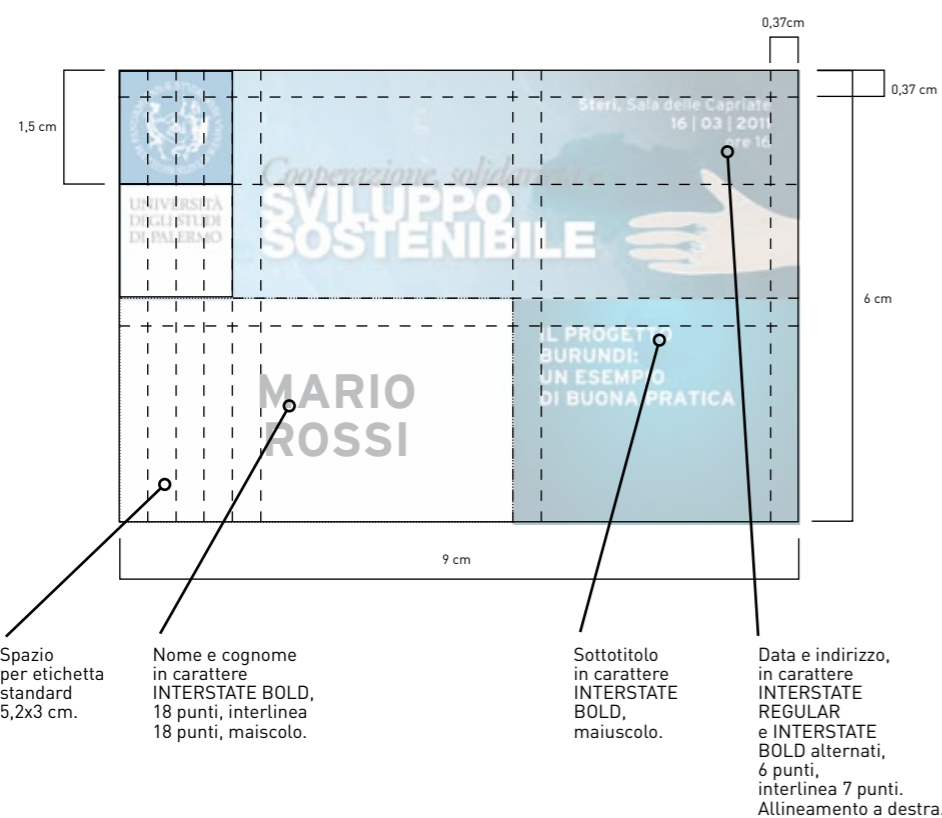 0,37cm
0,37 cm
1,5 cm
Steri, Sala delle Capriate
16 | 03 | 2011
ore 16
Cooperazione, solidarietà e
SVILUPPO
SOSTENIBILE
UNIVERSITÀ
DEGLI STUDI
DI PALERMO
6 cm
IL PROGETTO
BURUNDI:
UN ESEMPIO
DI BUONA PRATICA
MARIO
ROSSI
9 cm
Spazio
per etichetta
standard
5,2x3 cm.
Nome e cognome
in carattere
INTERSTATE BOLD,
18 punti, interlinea
18 punti, maiscolo.
Sottotitolo
in carattere
INTERSTATE
BOLD,
maiuscolo.
Data e indirizzo,
in carattere
INTERSTATE
REGULAR
e INTERSTATE
BOLD alternati,
6 punti,
interlinea 7 punti.
Allineamento a destra.